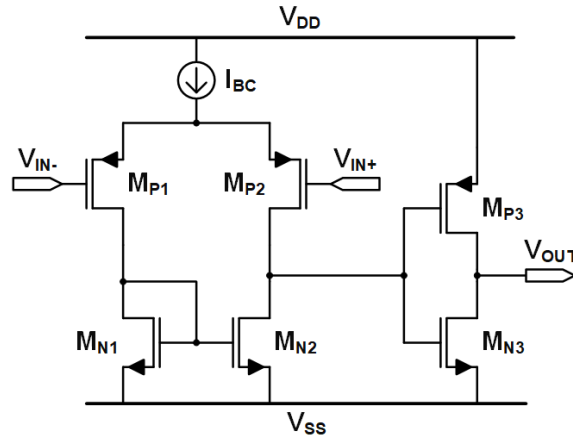 VDD
IBC
VIN-
MP1
MP2
VIN+
MP3
VOUT
MN1
MN2
MN3
VSS